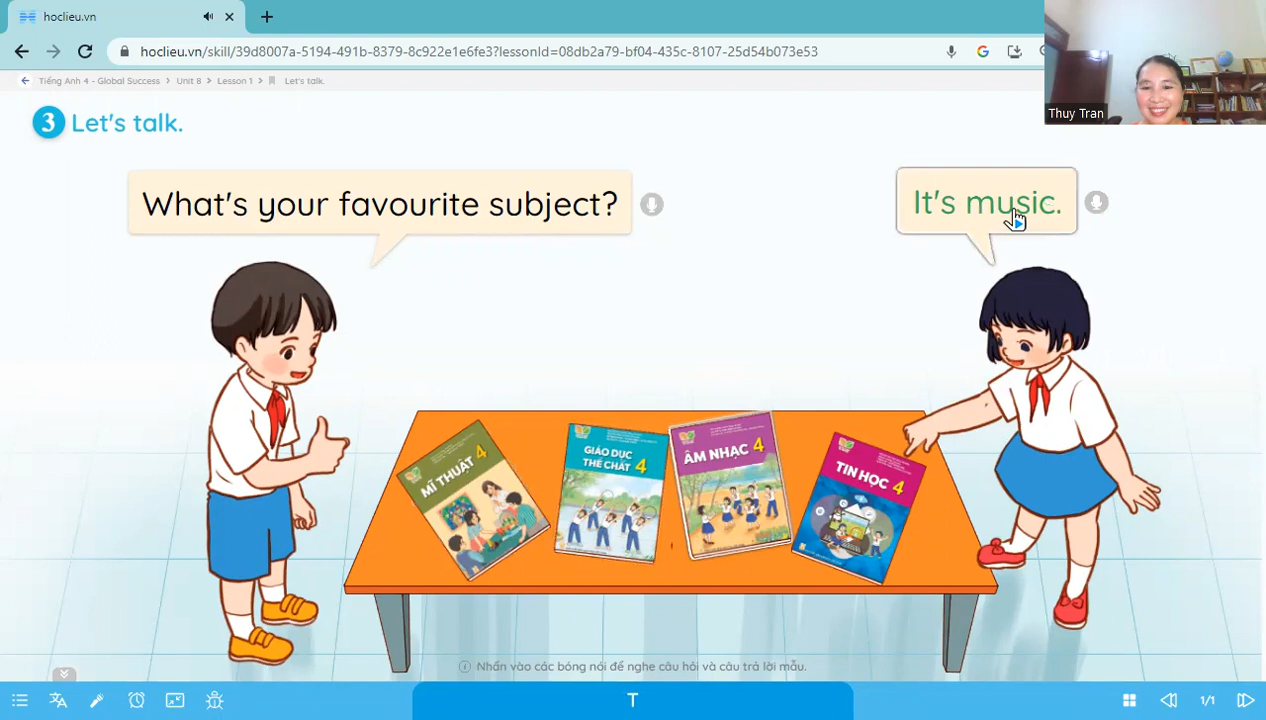 hoclieu.vn
hoclieu.vn/skill/39d8007a-5194-491b-8379-8c922e1e6fe3?lessonId=08db2a79-bf04-435c-8107-25d54b073e53
Tiếng Anh 4 - Global Success > Unit 8 > Lesson 1 > Let's talk.
Thuy Tran
3 Let's talk.
What's your favourite subject?
It's music.
MĨ THUẬT 4
GIÁO DỤC
THỂ CHẤT 4
ÂM NHẠC 4
TIN HỌC 4
Nhấn vào các bóng nói để nghe câu hỏi và câu trả lời mẫu.
T
1/1